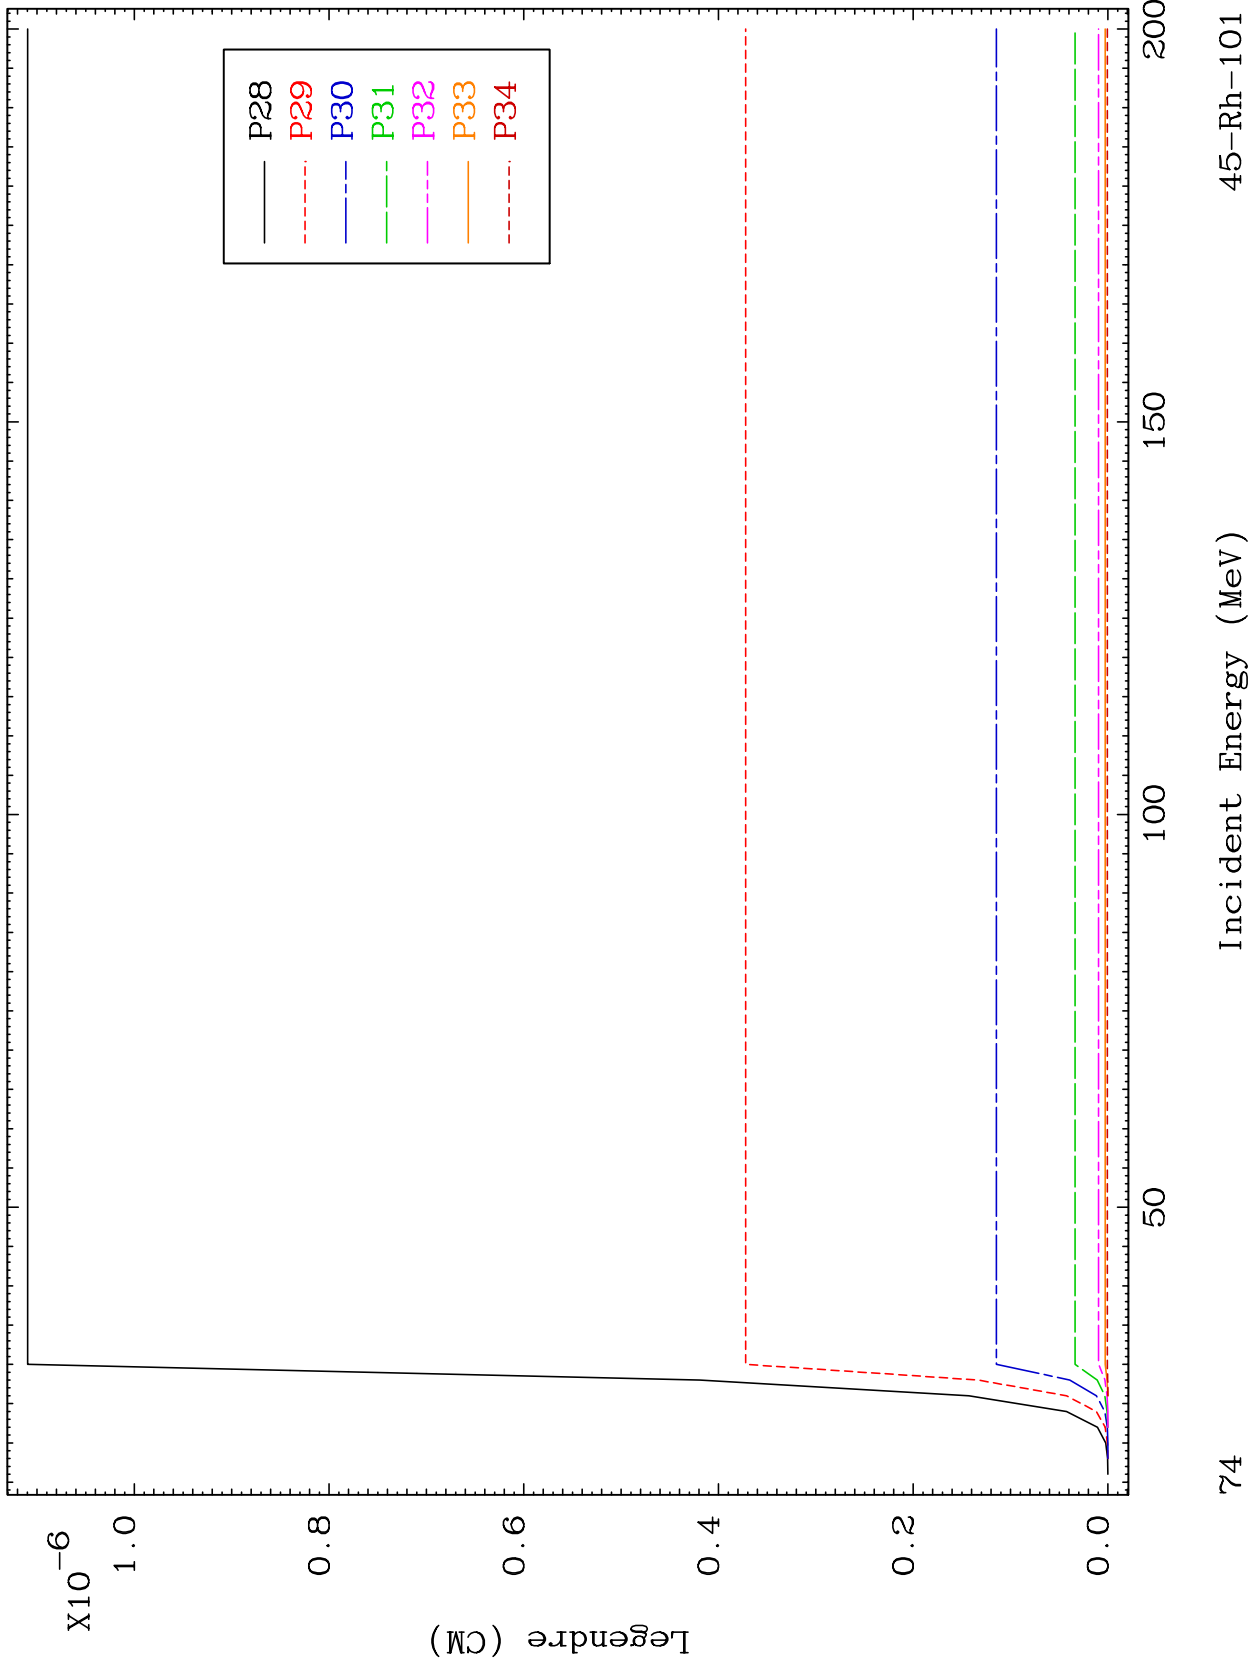 X10-6
1.0
0.8
0.6
0.4
0.2
0.0
Legendre (CM)
P28
P29
P30
P31
P32
P33
P34
50
100
150
200
74
Incident Energy (MeV)
45-Rh-101